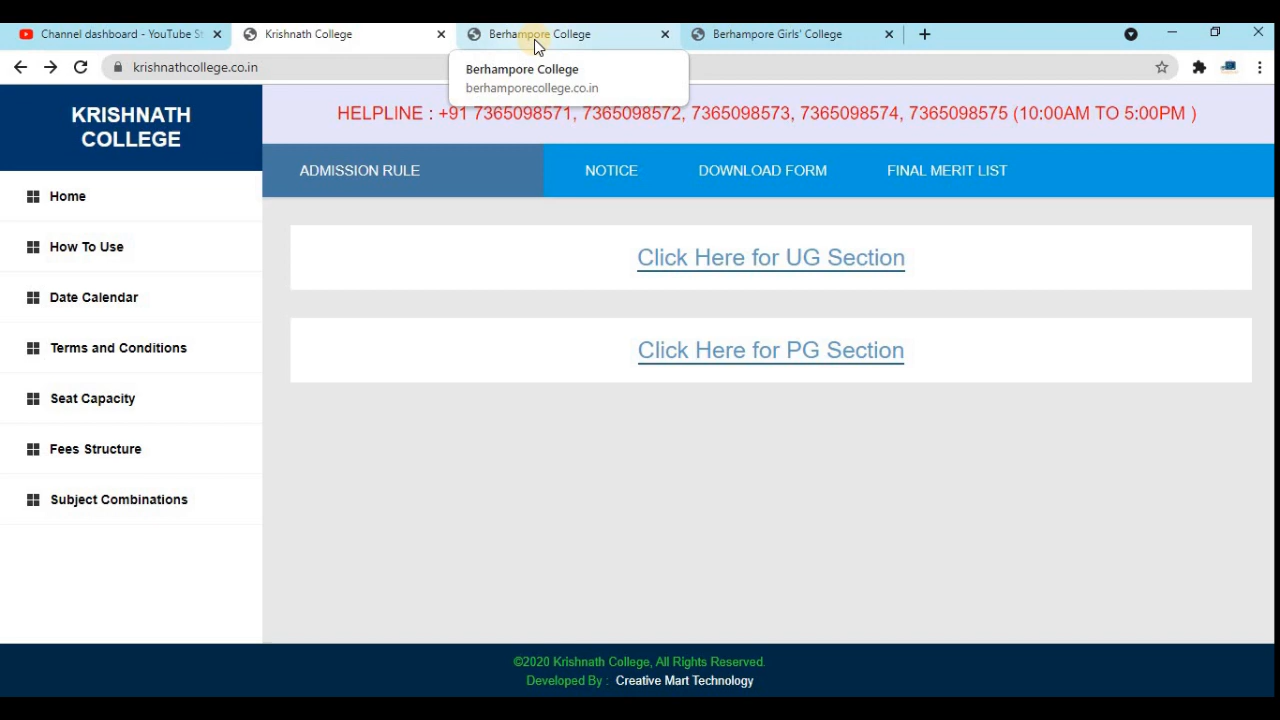 Channel dashboard - YouTube St
Krishnath College
Berhampore College
Berhampore Girls' College
krishnathcollege.co.in
Berhampore College
berhamporecollege.co.in
KRISHNATH
COLLEGE
HELPLINE : +91 7365098571, 7365098572, 7365098573, 7365098574, 7365098575 (10:00AM TO 5:00PM )
ADMISSION RULE
NOTICE
DOWNLOAD FORM
FINAL MERIT LIST
Home
How To Use
Date Calendar
Terms and Conditions
Seat Capacity
Fees Structure
Subject Combinations
Click Here for UG Section
Click Here for PG Section
©2020 Krishnath College, All Rights Reserved.
Developed By : Creative Mart Technology